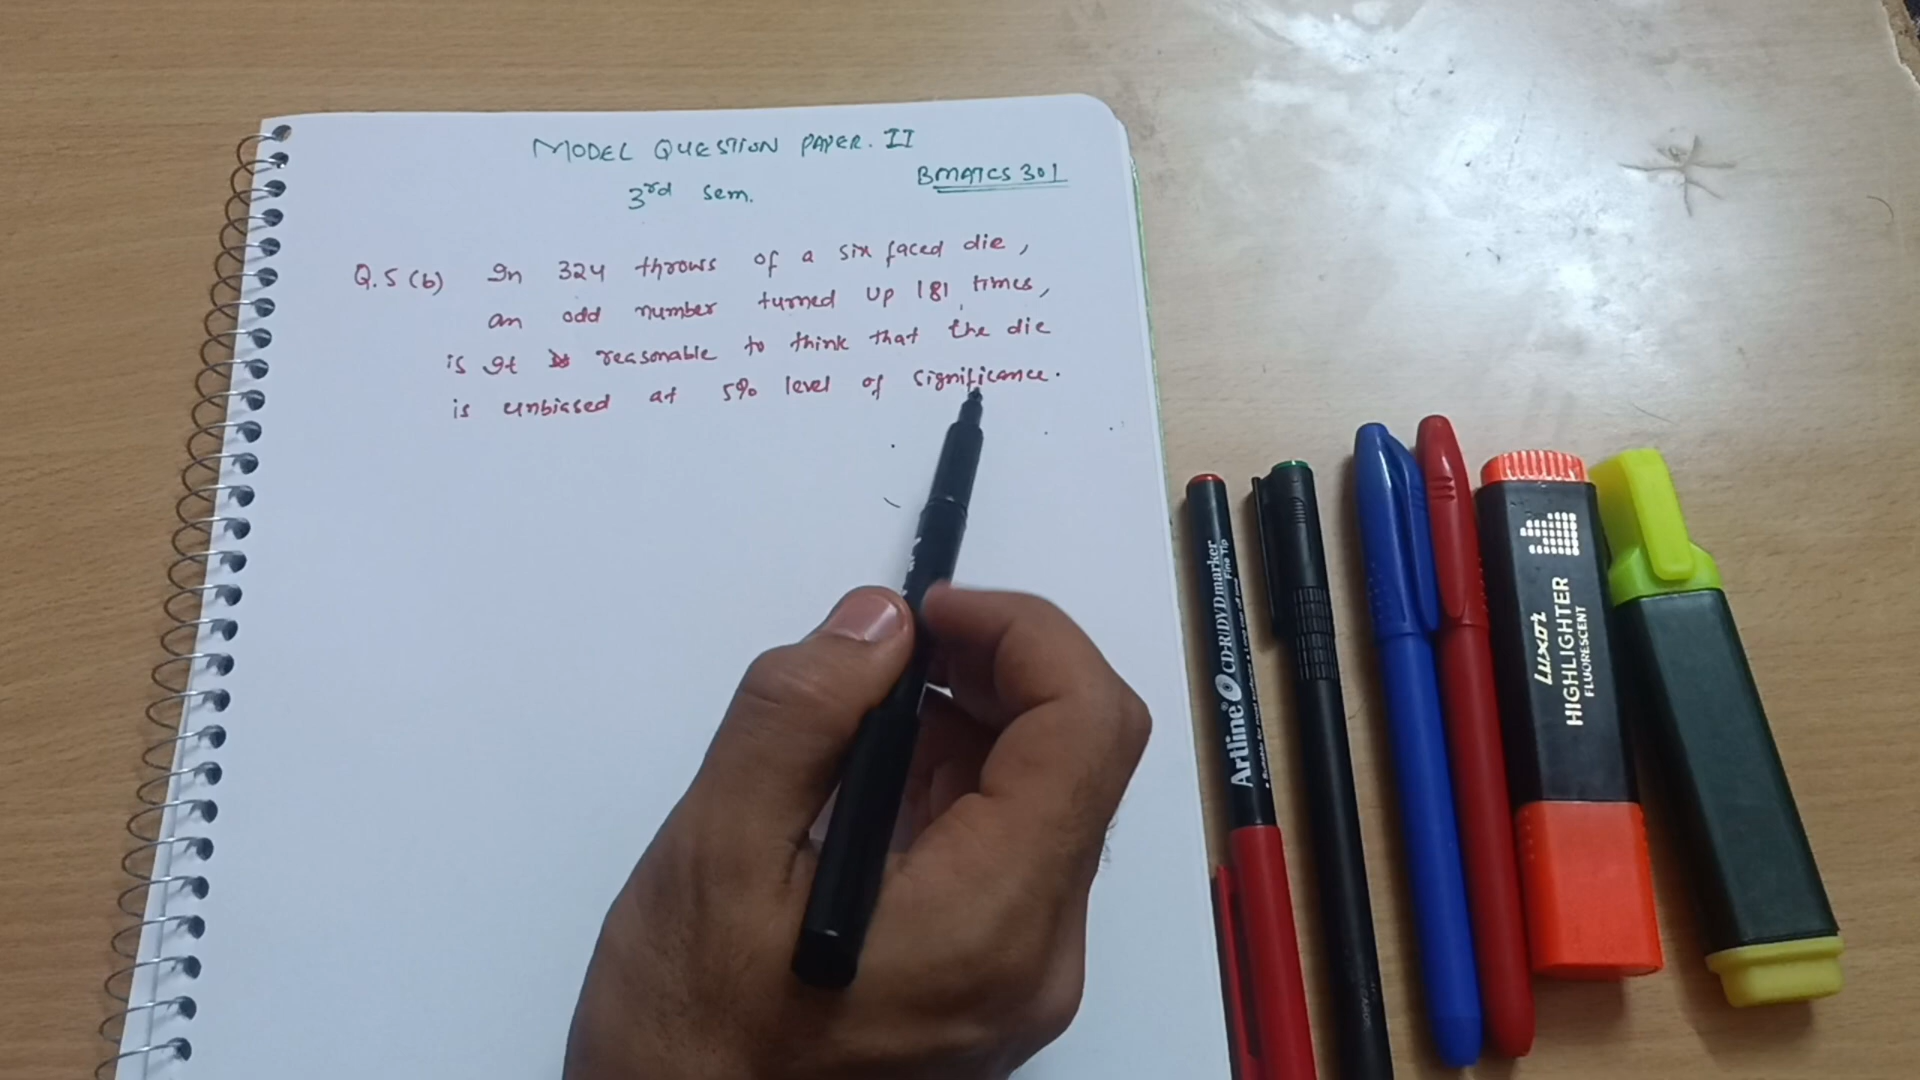 MODEL QUESTION PAPER. II
3rd sem.
BMATCS 301
Q.5 (b) In 324 throws of a six faced die,
an odd number turned up 181 times,
is It reasonable to think that the die
is unbiased at 5% level of significance.
Artline CD-R/DVD marker
Fine Tip
Luxor
HIGHLIGHTER
FLUORESCENT